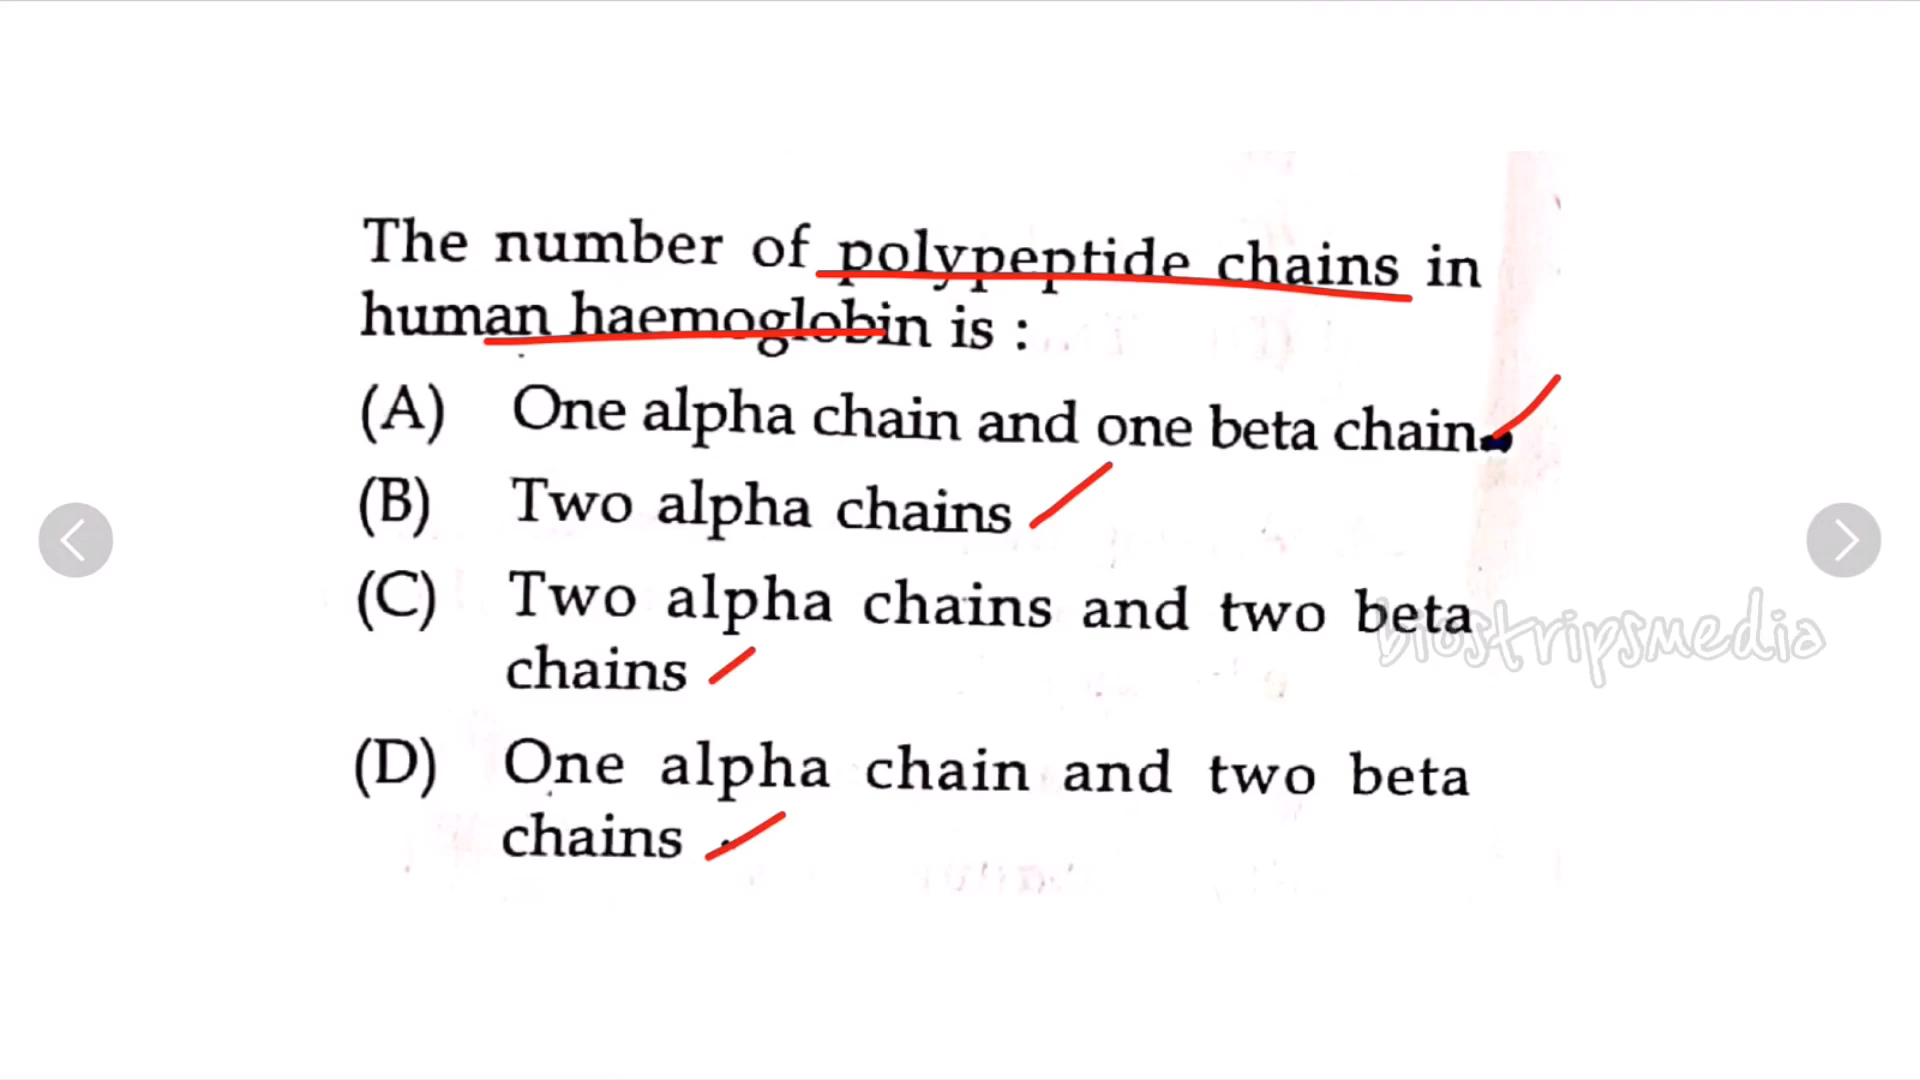 The number of polypeptide chains in
human haemoglobin is :
(A) One alpha chain and one beta chain
(B) Two alpha chains
(C) Two alpha chains and two beta
chains
biostripsmedia
(D) One alpha chain and two beta
chains